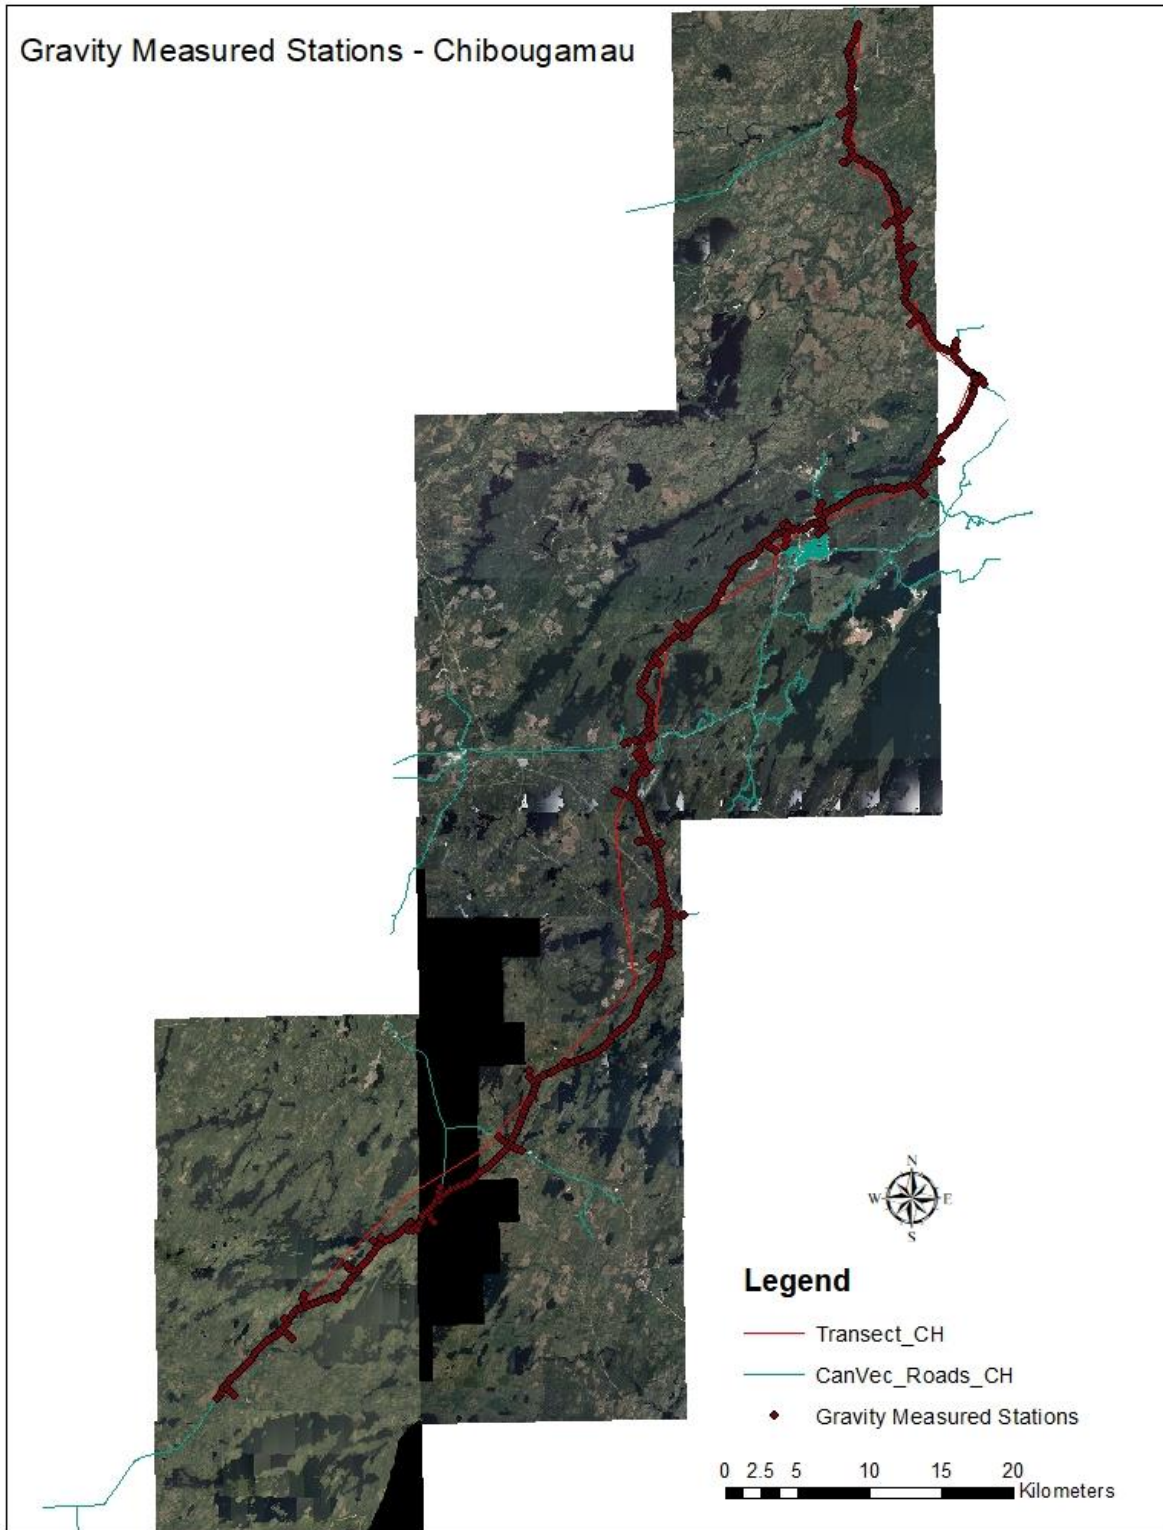 Gravity Measured Stations - Chibougamau
N
W E
S
Legend
Transect_CH
CanVec_Roads_CH
Gravity Measured Stations
0 2.5 5 10 15 20
Kilometers